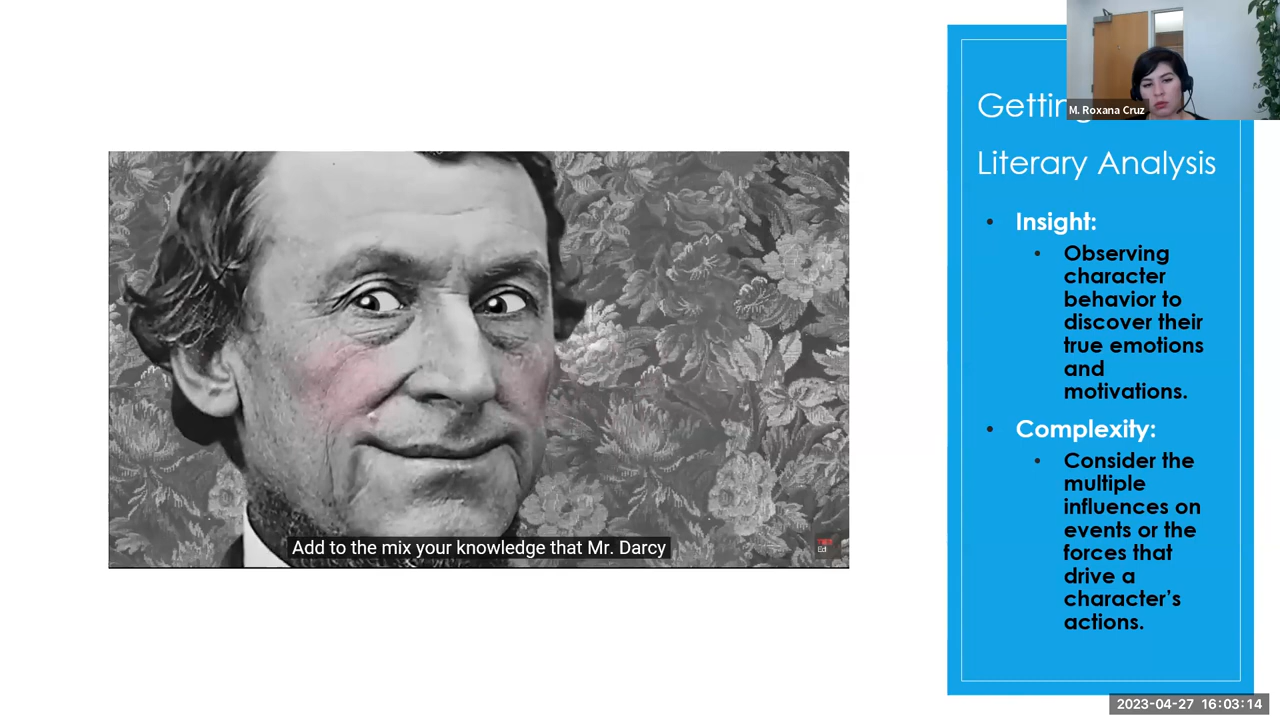 M. Roxana Cruz
Getting
Literary Analysis
• Insight:
• Observing
character
behavior to
discover their
true emotions
and
motivations.
• Complexity:
• Consider the
multiple
influences on
events or the
forces that
drive a
character's
actions.
Add to the mix your knowledge that Mr. Darcy
2023-04-27 16:03:14